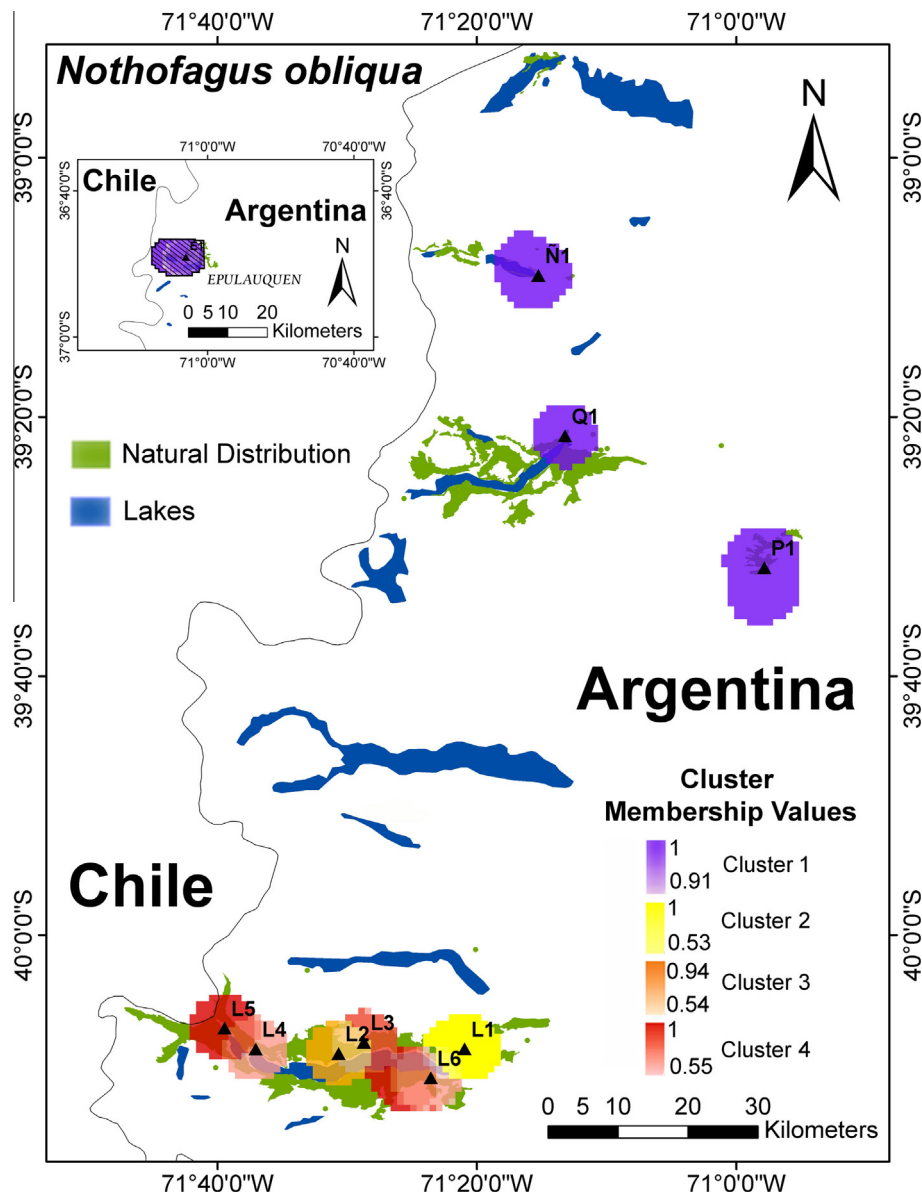 71°40'0"W 71°20'0"W 71°0'0"W
Nothofagus obliqua
N
39°0'0"S 39°0'0"S
71°0'0"W 70°40'0"W
36°40'0"S 36°40'0"S
Chile
Argentina
N
E1
EPULAUQUEN
0 5 10 20
Kilometers
37°0'0"S 37°0'0"S
71°0'0"W 70°40'0"W
Ñ1
39°20'0"S 39°20'0"S
Q1
Natural Distribution
Lakes
P1
39°40'0"S 39°40'0"S
Argentina
Cluster
Membership Values
1
0.91
Cluster 1
1
0.53
Cluster 2
0.94
0.54
Cluster 3
1
0.55
Cluster 4
Chile
40°0'0"S 40°0'0"S
L5 L4 L2 L3 L6 L1
0 10 20 30
Kilometers
71°40'0"W 71°20'0"W 71°0'0"W